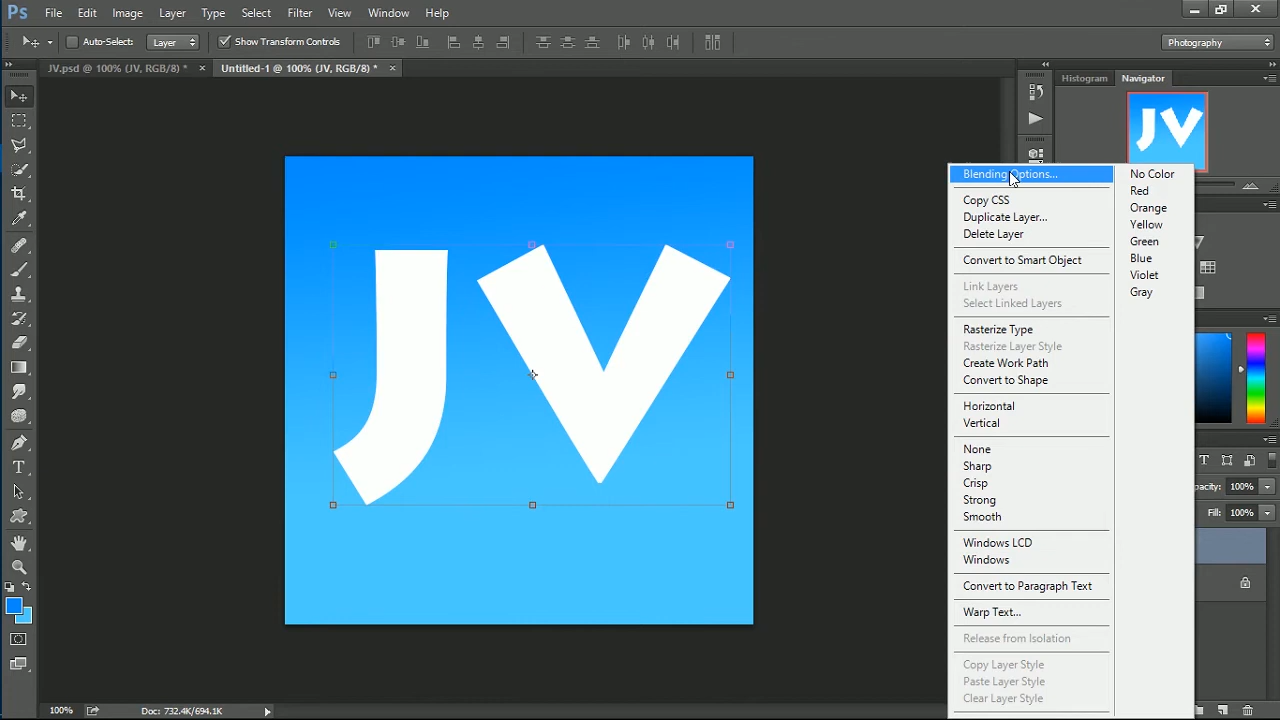 Ps File Edit Image Layer Type Select Filter View Window Help
Auto-Select: Layer Show Transform Controls Photography
JV.psd @ 100% (JV, RGB/8) * × Untitled-1 @ 100% (JV, RGB/8) * ×
Histogram Navigator
JV
JV
Blending Options...
Copy CSS
Duplicate Layer...
Delete Layer
Convert to Smart Object
Link Layers
Select Linked Layers
Rasterize Type
Rasterize Layer Style
Create Work Path
Convert to Shape
Horizontal
Vertical
None
Sharp
Crisp
Strong
Smooth
Windows LCD
Windows
Convert to Paragraph Text
Warp Text...
Release from Isolation
Copy Layer Style
Paste Layer Style
Clear Layer Style
No Color
Red
Orange
Yellow
Green
Blue
Violet
Gray
100%
Fill: 100%
100% Doc: 732.4K/694.1K